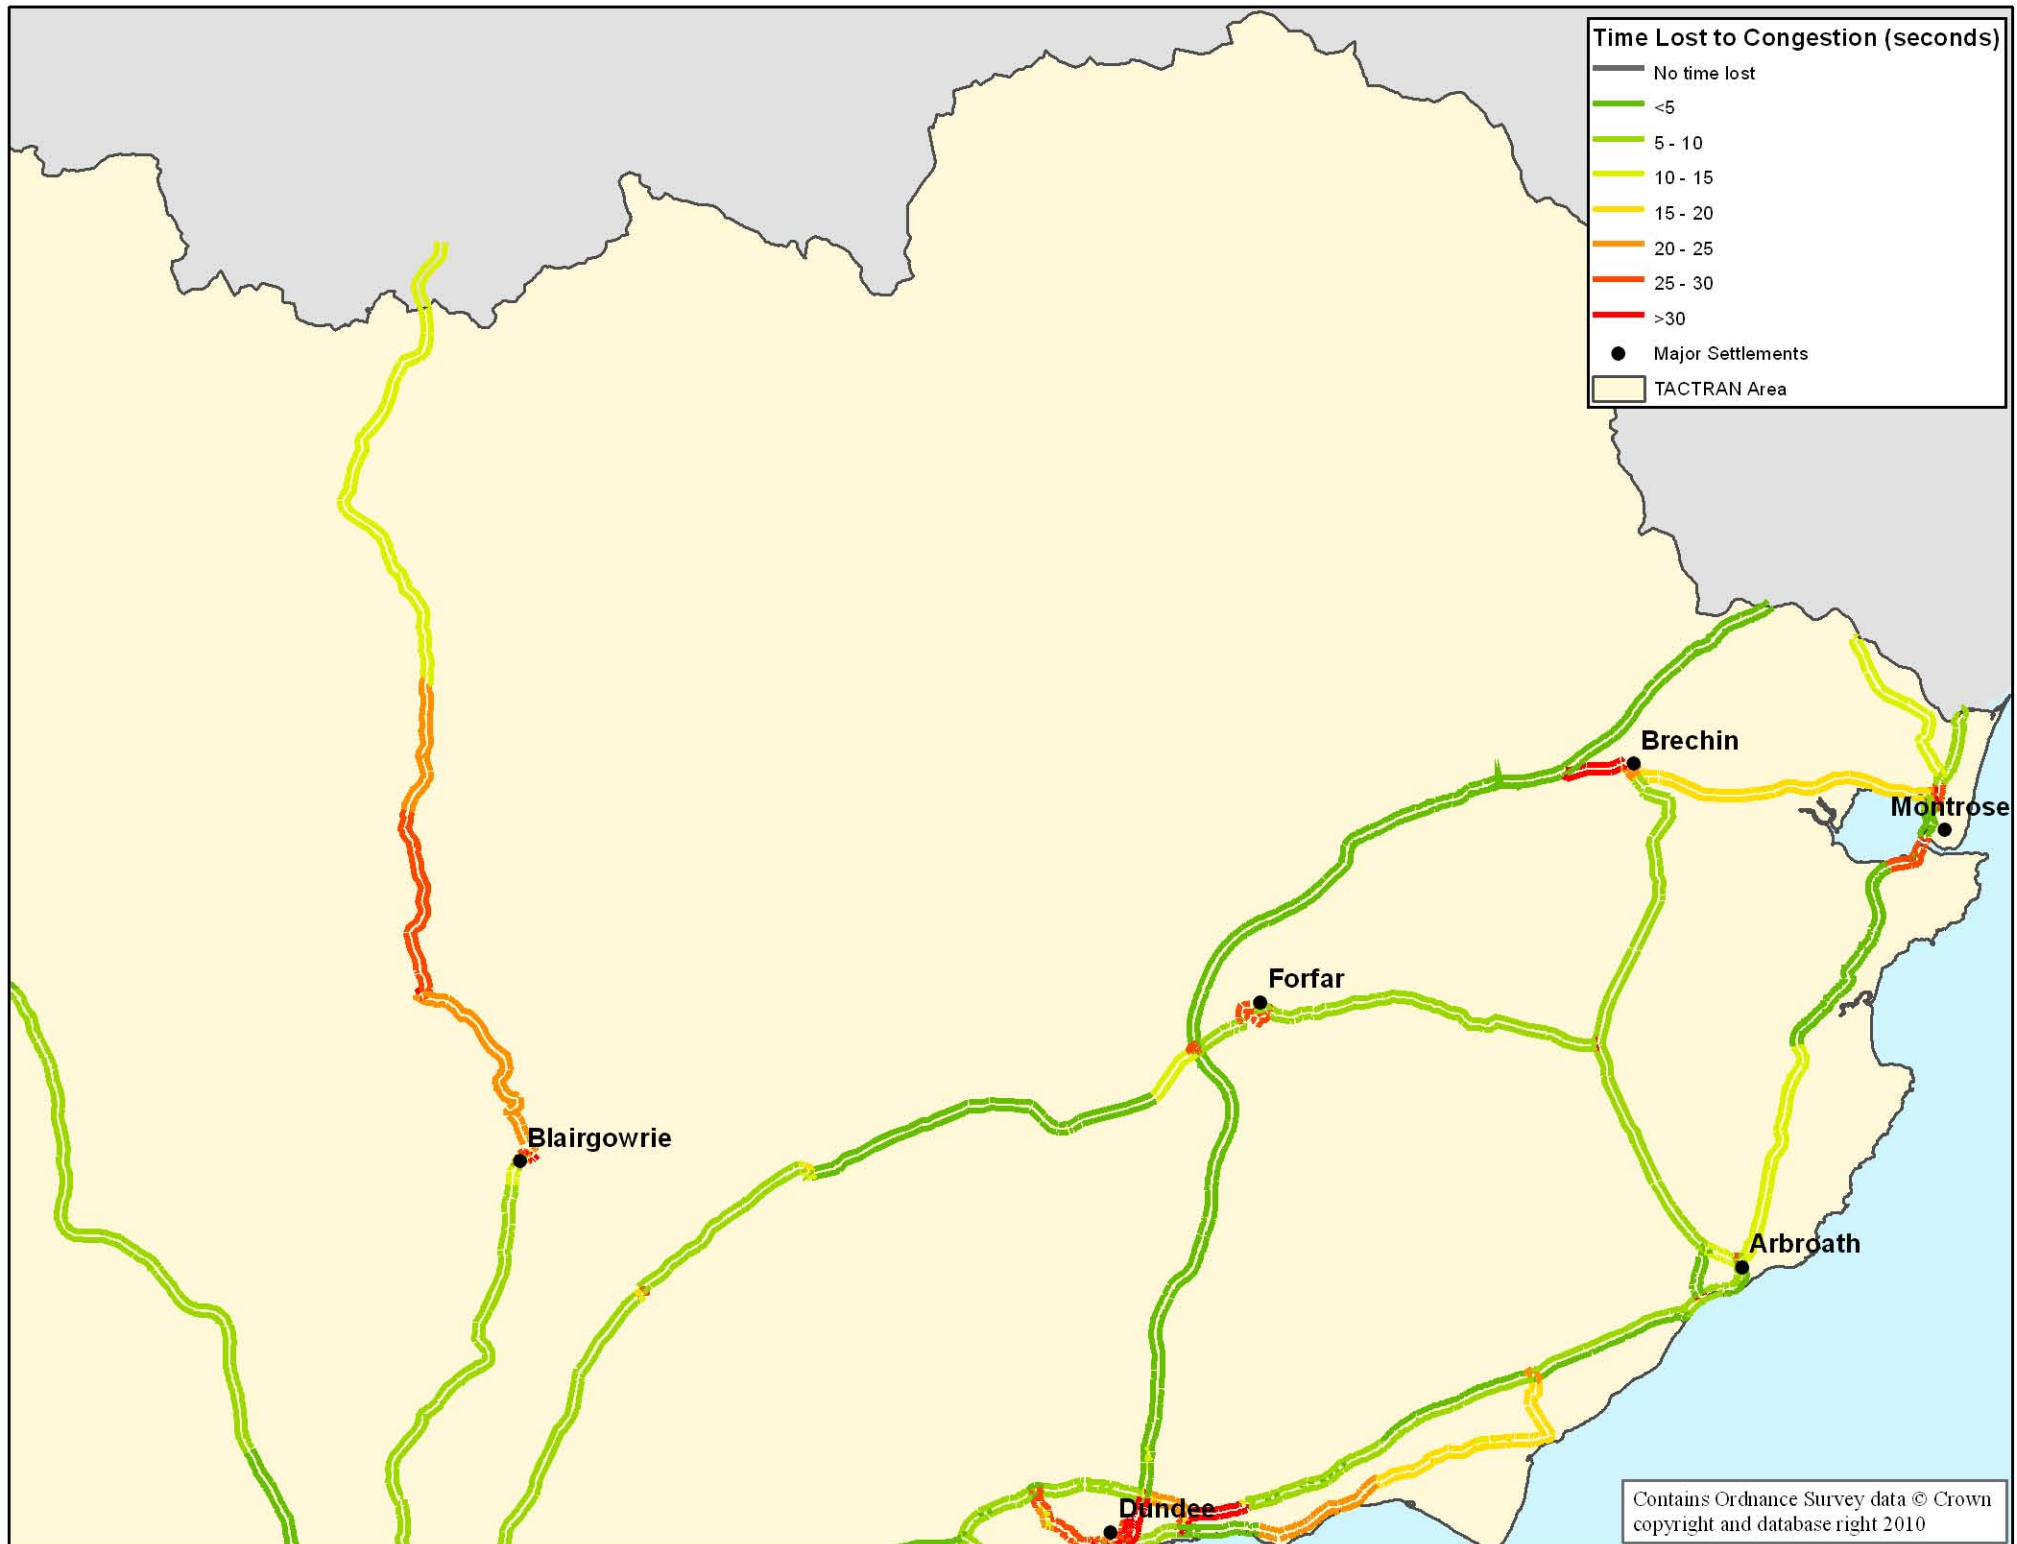 Time Lost to Congestion (seconds)
No time lost
<5
5 - 10
10 - 15
15 - 20
20 - 25
25 - 30
>30
Major Settlements
TACTRAN Area
Brechin
Montrose
Forfar
Blairgowrie
Arbroath
Dundee
Contains Ordnance Survey data © Crown
copyright and database right 2010